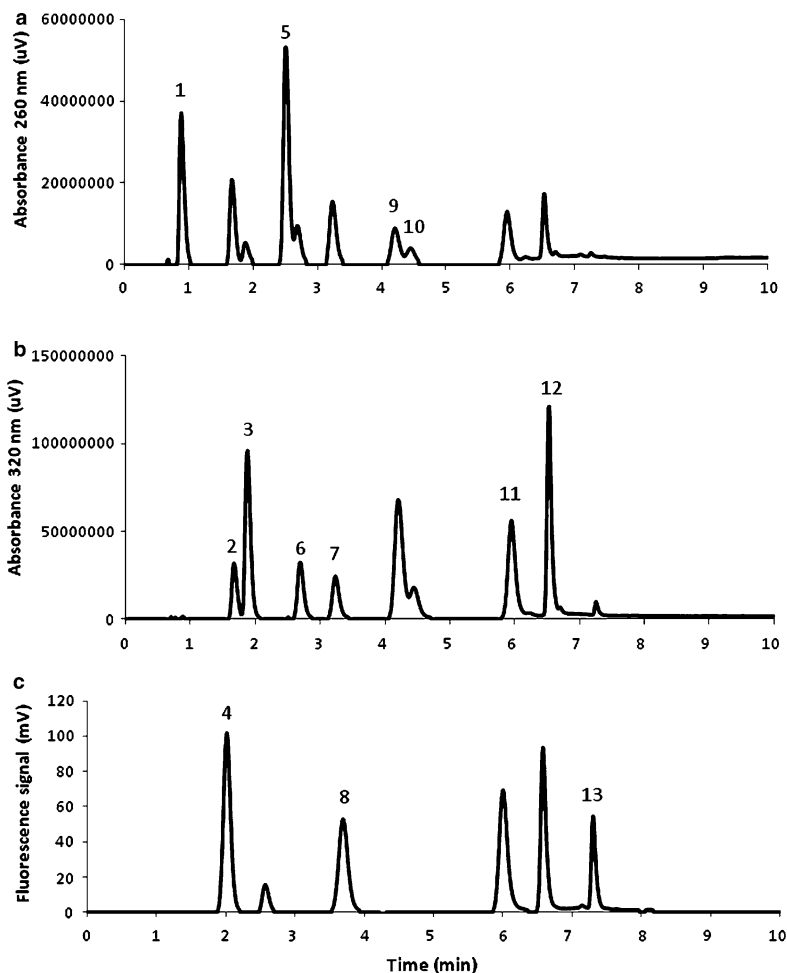 a
Absorbance 260 nm (uV)
60000000
40000000
20000000
0
1
5
9
10
0 1 2 3 4 5 6 7 8 9 10
b
Absorbance 320 nm (uV)
150000000
100000000
50000000
0
2
3
6
7
11
12
0 1 2 3 4 5 6 7 8 9 10
c
Fluorescence signal (mV)
120
100
80
60
40
20
0
4
8
13
0 1 2 3 4 5 6 7 8 9 10
Time (min)